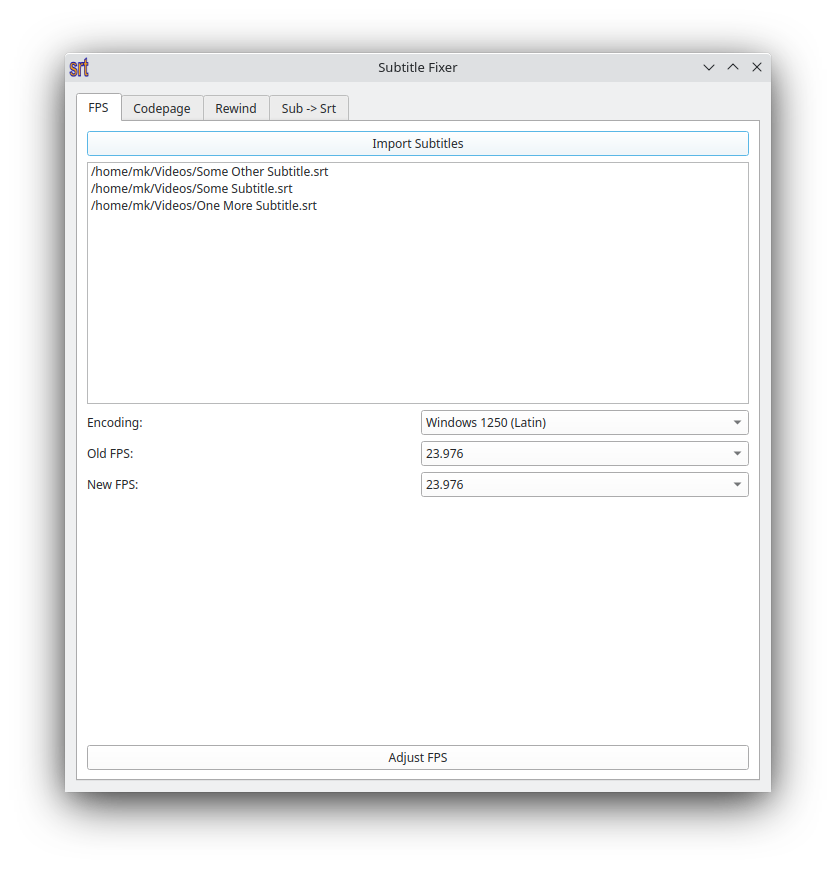 srt Subtitle Fixer
FPS Codepage Rewind Sub -> Srt
Import Subtitles
/home/mk/Videos/Some Other Subtitle.srt
/home/mk/Videos/Some Subtitle.srt
/home/mk/Videos/One More Subtitle.srt
Encoding: Windows 1250 (Latin)
Old FPS: 23.976
New FPS: 23.976
Adjust FPS